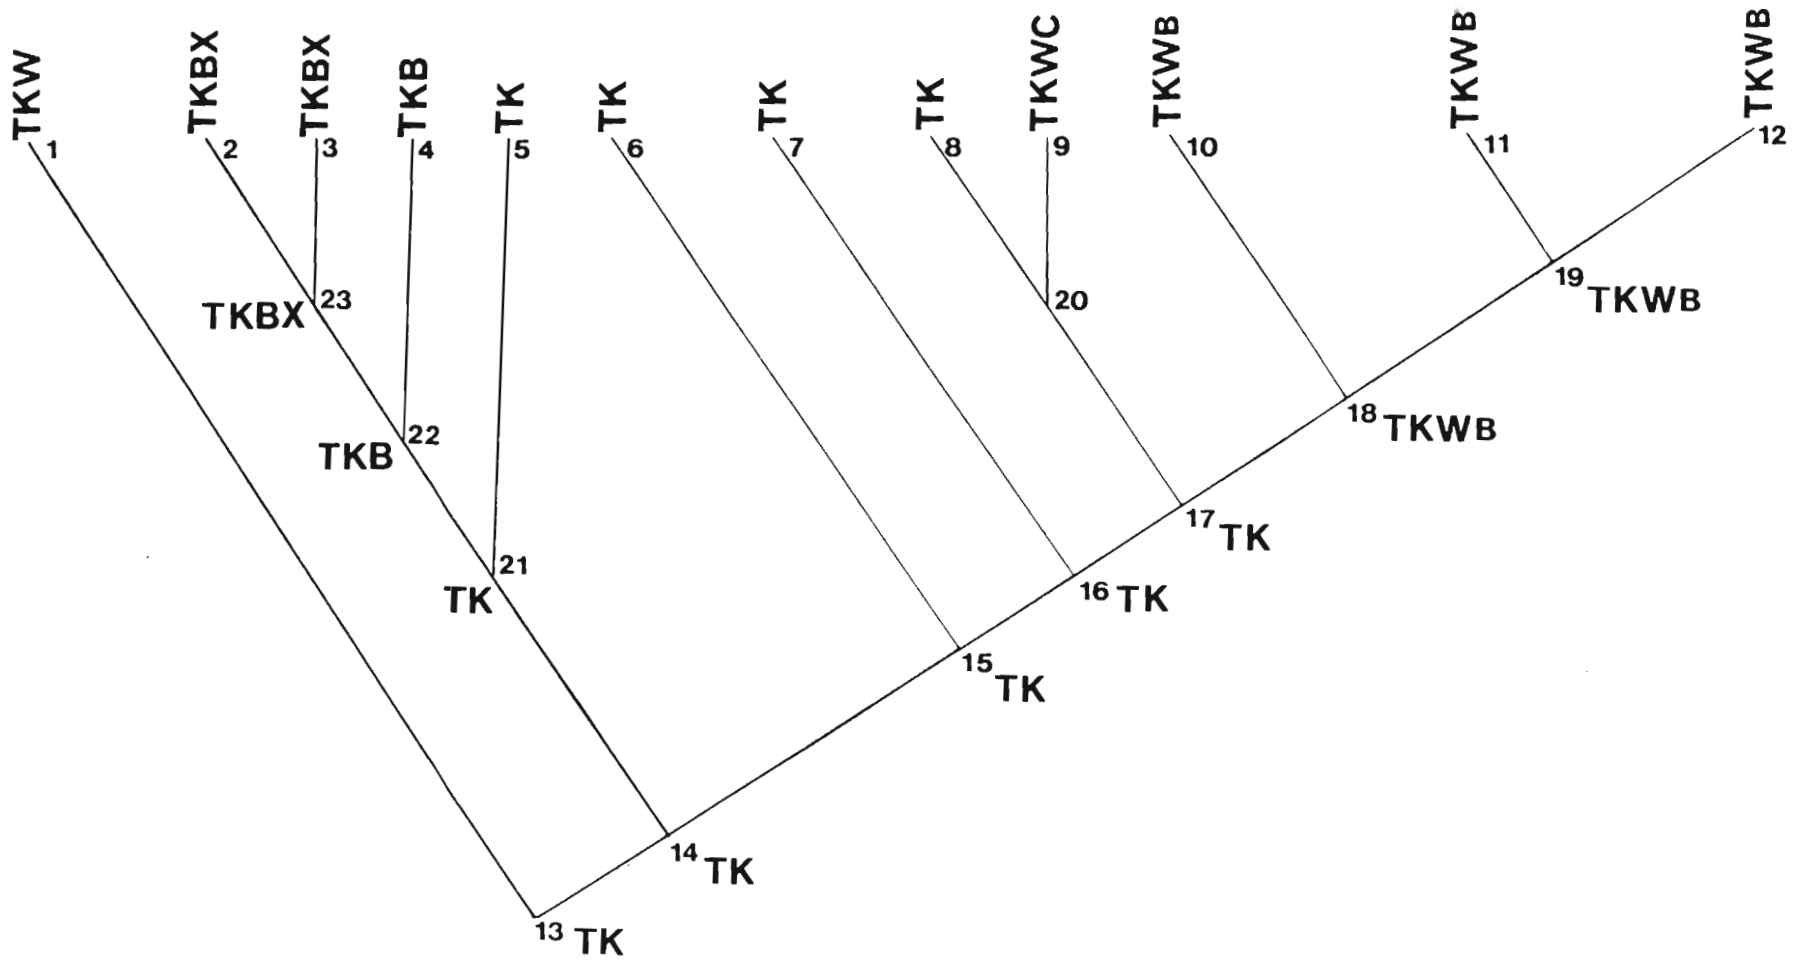 TKW
TKBX
TKBX
TKB
TK
TK
TK
TK
TKWC
TKWB
TKWB
TKWB
1
2
3
4
5
6
7
8
9
10
11
12
19 TKWB
TKBX 23
20
18 TKWB
TKB 22
17 TK
21
TK
16 TK
15 TK
14 TK
13 TK